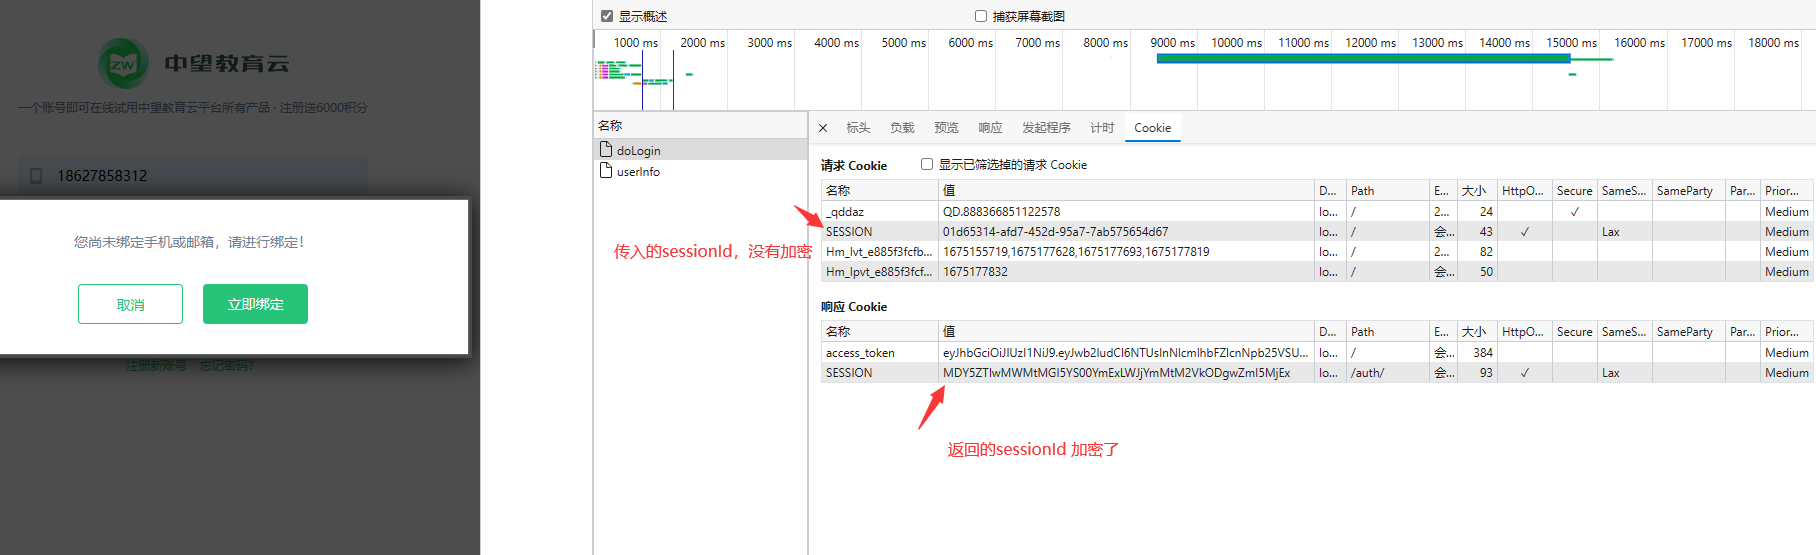 ZW 中望教育云
一个账号即可在线试用中望教育云平台所有产品 · 注册送6000积分
18627858312
您尚未绑定手机或邮箱，请进行绑定！
取消 立即绑定
注册新账号 忘记密码？
显示概述 捕获屏幕截图
1000 ms 2000 ms 3000 ms 4000 ms 5000 ms 6000 ms 7000 ms 8000 ms 9000 ms 10000 ms 11000 ms 12000 ms 13000 ms 14000 ms 15000 ms 16000 ms 17000 ms 18000 ms
名称
doLogin
userInfo
× 标头 负载 预览 响应 发起程序 计时 Cookie
请求 Cookie 显示已筛选掉的请求 Cookie
名称 值 D... Path E... 大小 HttpO... Secure SameS... SameParty Par... Prior...
_qddaz QD.888366851122578 lo... / 2... 24 ✓ Medium
SESSION 01d65314-afd7-452d-95a7-7ab575654d67 lo... / 会... 43 ✓ Lax Medium
Hm_lvt_e885f3fcfb... 1675155719,1675177628,1675177693,1675177819 lo... / 2... 82 Medium
Hm_lpvt_e885f3fcf... 1675177832 lo... / 会... 50 Medium
传入的sessionId，没有加密
响应 Cookie
名称 值 D... Path E... 大小 HttpO... Secure SameS... SameParty Par... Prior...
access_token eyJhbGciOiJIUzI1NiJ9.eyJwb2ludCI6NTUsInNlcmlhbFZlcnNpb25VSU... lo... / 会... 384 Medium
SESSION MDY5ZTIwMWMtMGI5YS00YmExLWJjYmMtM2VkODgwZmI5MjEx lo... /auth/ 会... 93 ✓ Lax Medium
返回的sessionId 加密了